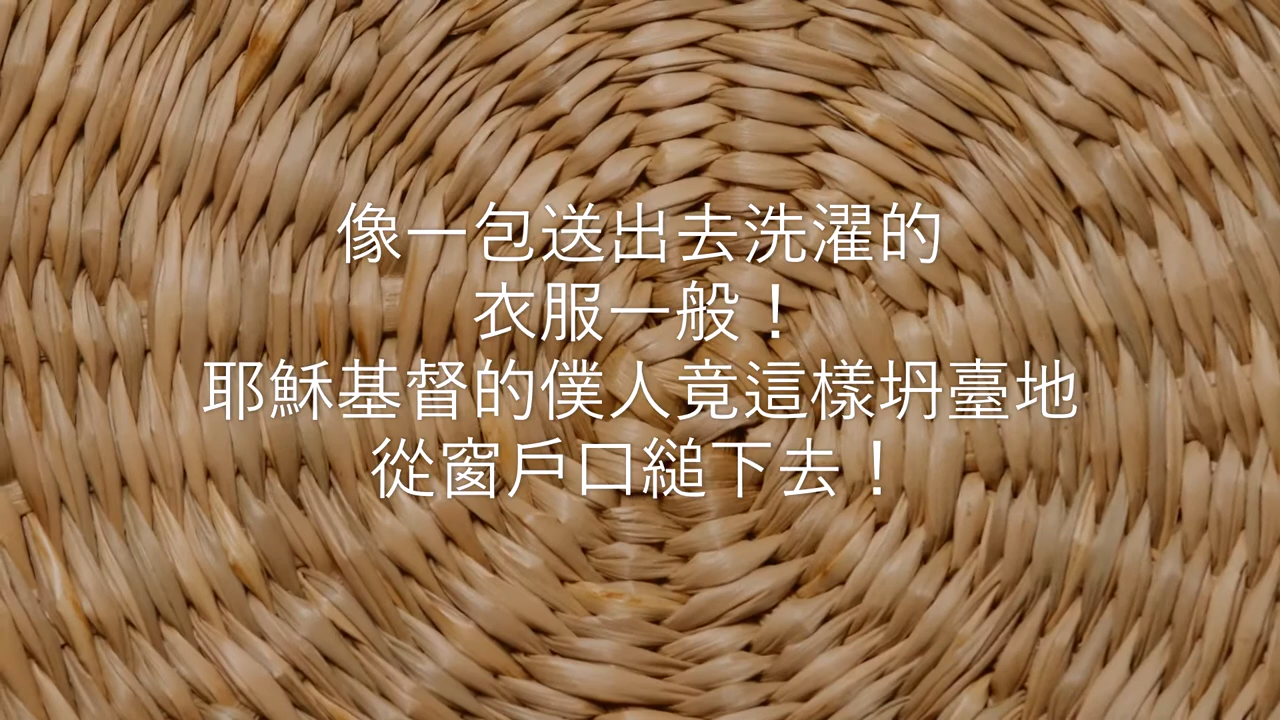 像一包送出去洗濯的
衣服一般！
耶穌基督的僕人竟這樣坍臺地
從窗戶口縋下去！